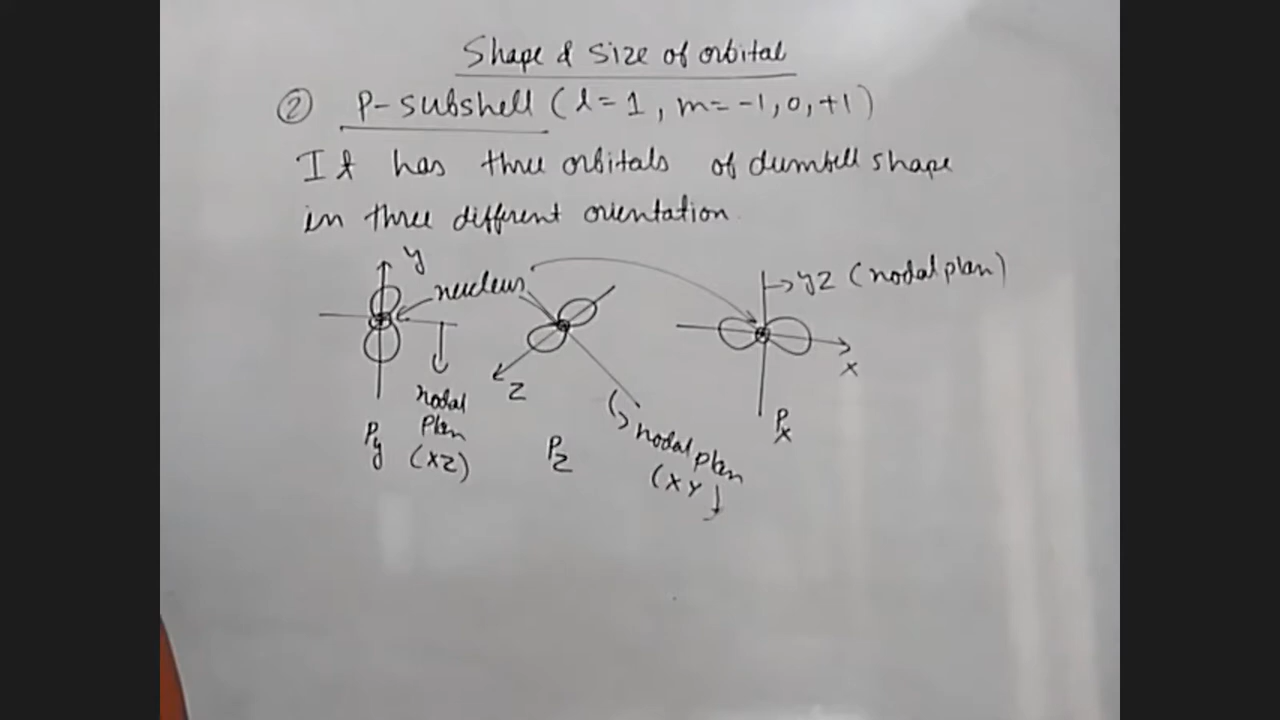 Shape & Size of orbital
② P-subshell (l=1, m=-1,0,+1)
It has three orbitals of dumbell shape
in three different orientation.
y
nucleus
yz (nodal plan)
x
z
nodal
plan
(xz)
nodal plan
(xy)
Py
Pz
Px